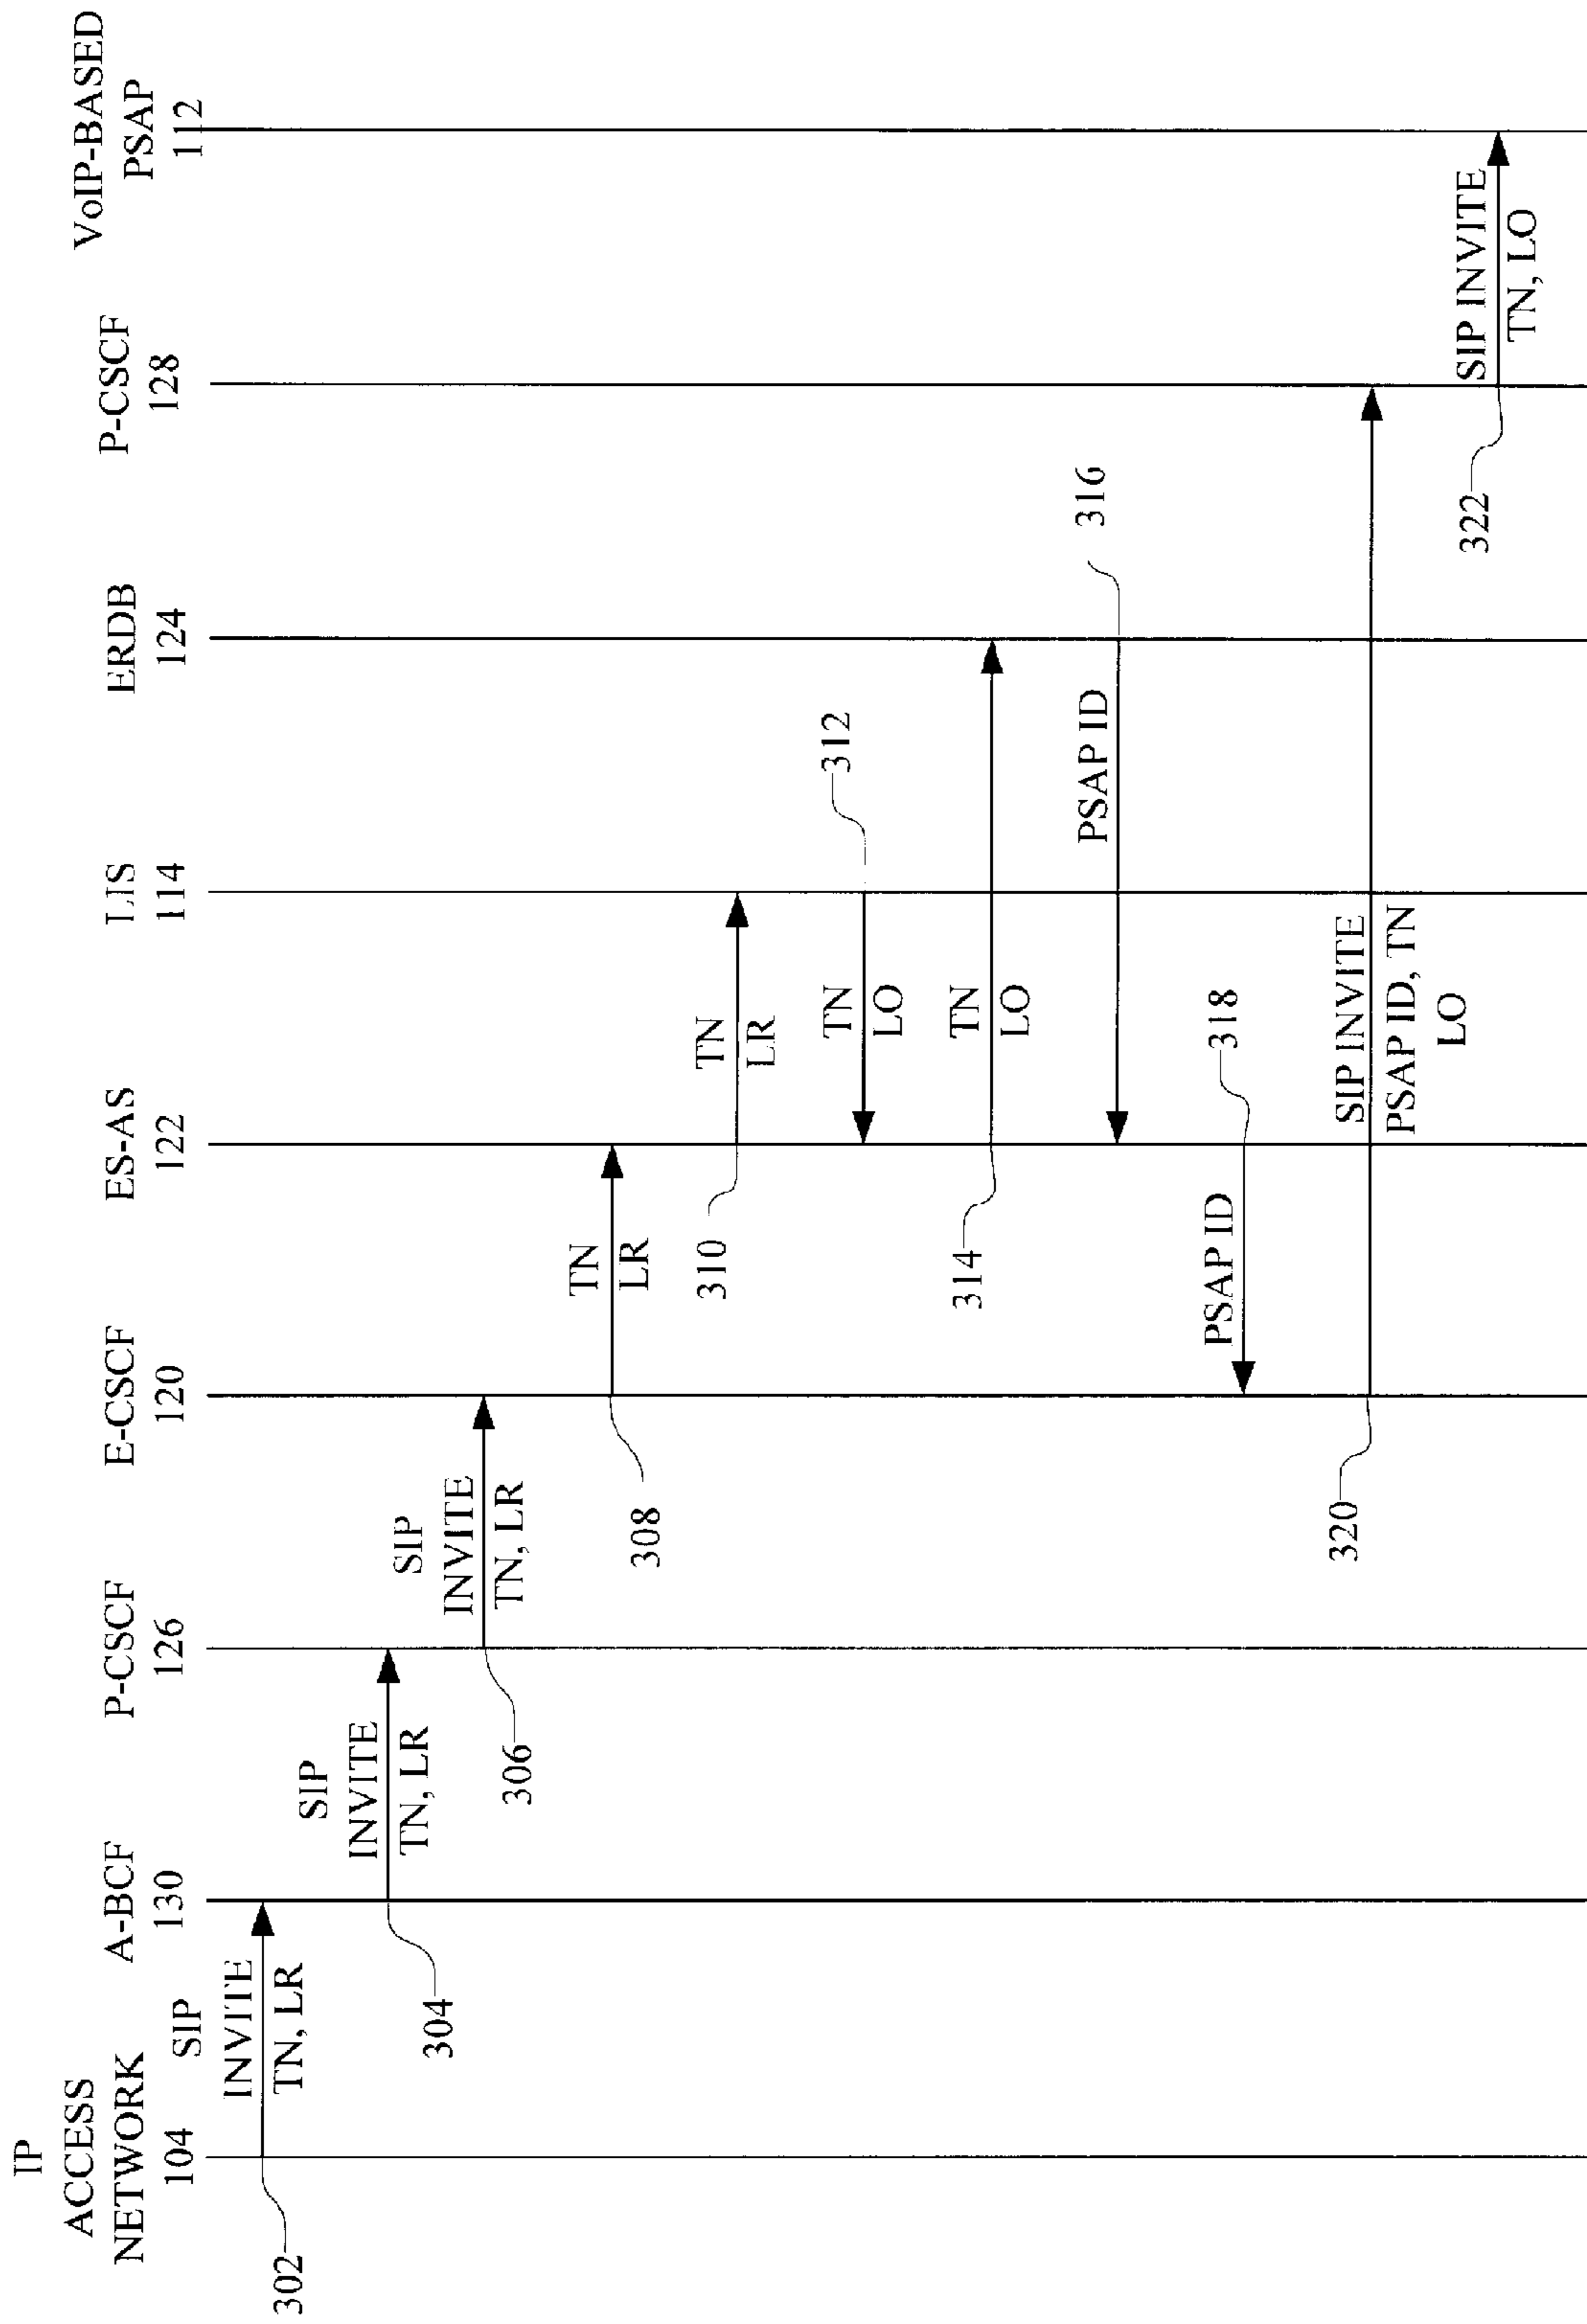 IP
ACCESS
NETWORK
104
A-BCF
130
P-CSCF
126
E-CSCF
120
ES-AS
122
LIS
114
ERDB
124
P-CSCF
128
VoIP-BASED
PSAP
112
SIP
INVITE
TN, LR
302
SIP
INVITE
TN, LR
304
SIP
INVITE
TN, LR
306
TN
LR
308
TN
LR
310
TN
LO
312
TN
LO
314
PSAP ID
316
PSAP ID
318
SIP INVITE
PSAP ID, TN
LO
320
SIP INVITE
TN, LO
322